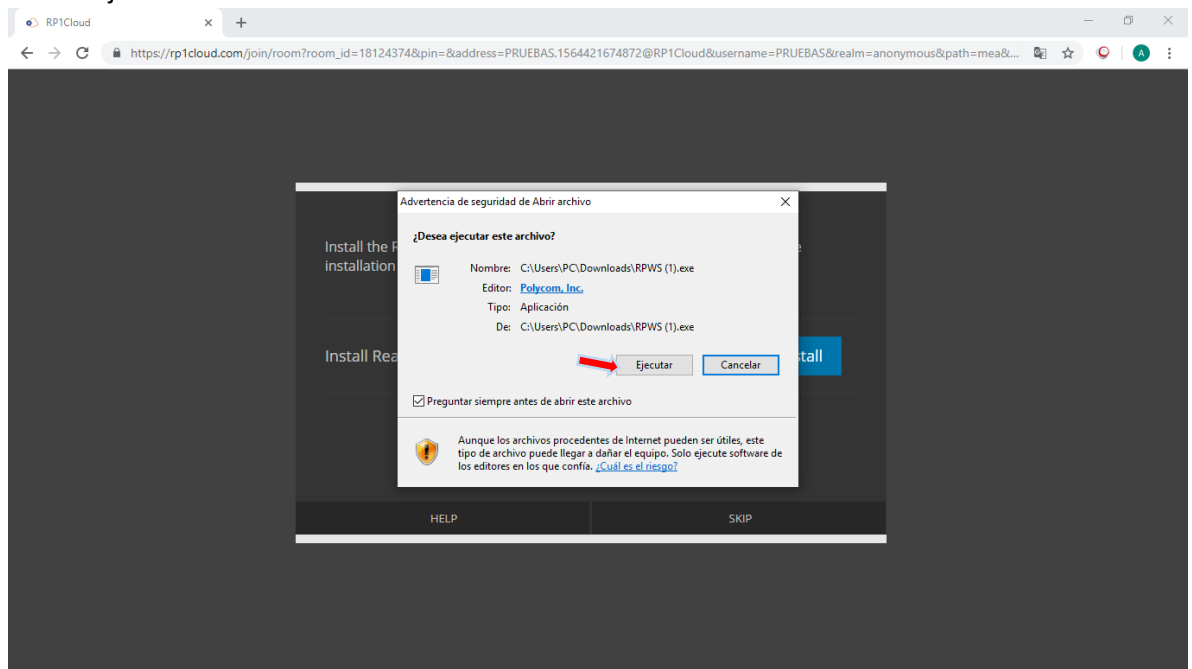 RP1Cloud
https://rp1cloud.com/join/room?room_id=18124374&pin=&address=PRUEBAS.1564421674872@RP1Cloud&username=PRUEBAS&realm=anonymous&path=mea&...
A
Advertencia de seguridad de Abrir archivo
¿Desea ejecutar este archivo?
Install the
installation
Nombre: C:\Users\PC\Downloads\RPWS (1).exe
Editor: Polycom, Inc.
Tipo: Aplicación
De: C:\Users\PC\Downloads\RPWS (1).exe
Install Rea
tall
Ejecutar Cancelar
Preguntar siempre antes de abrir este archivo
Aunque los archivos procedentes de Internet pueden ser útiles, este
tipo de archivo puede llegar a dañar el equipo. Solo ejecute software de
los editores en los que confía. ¿Cuál es el riesgo?
HELP SKIP